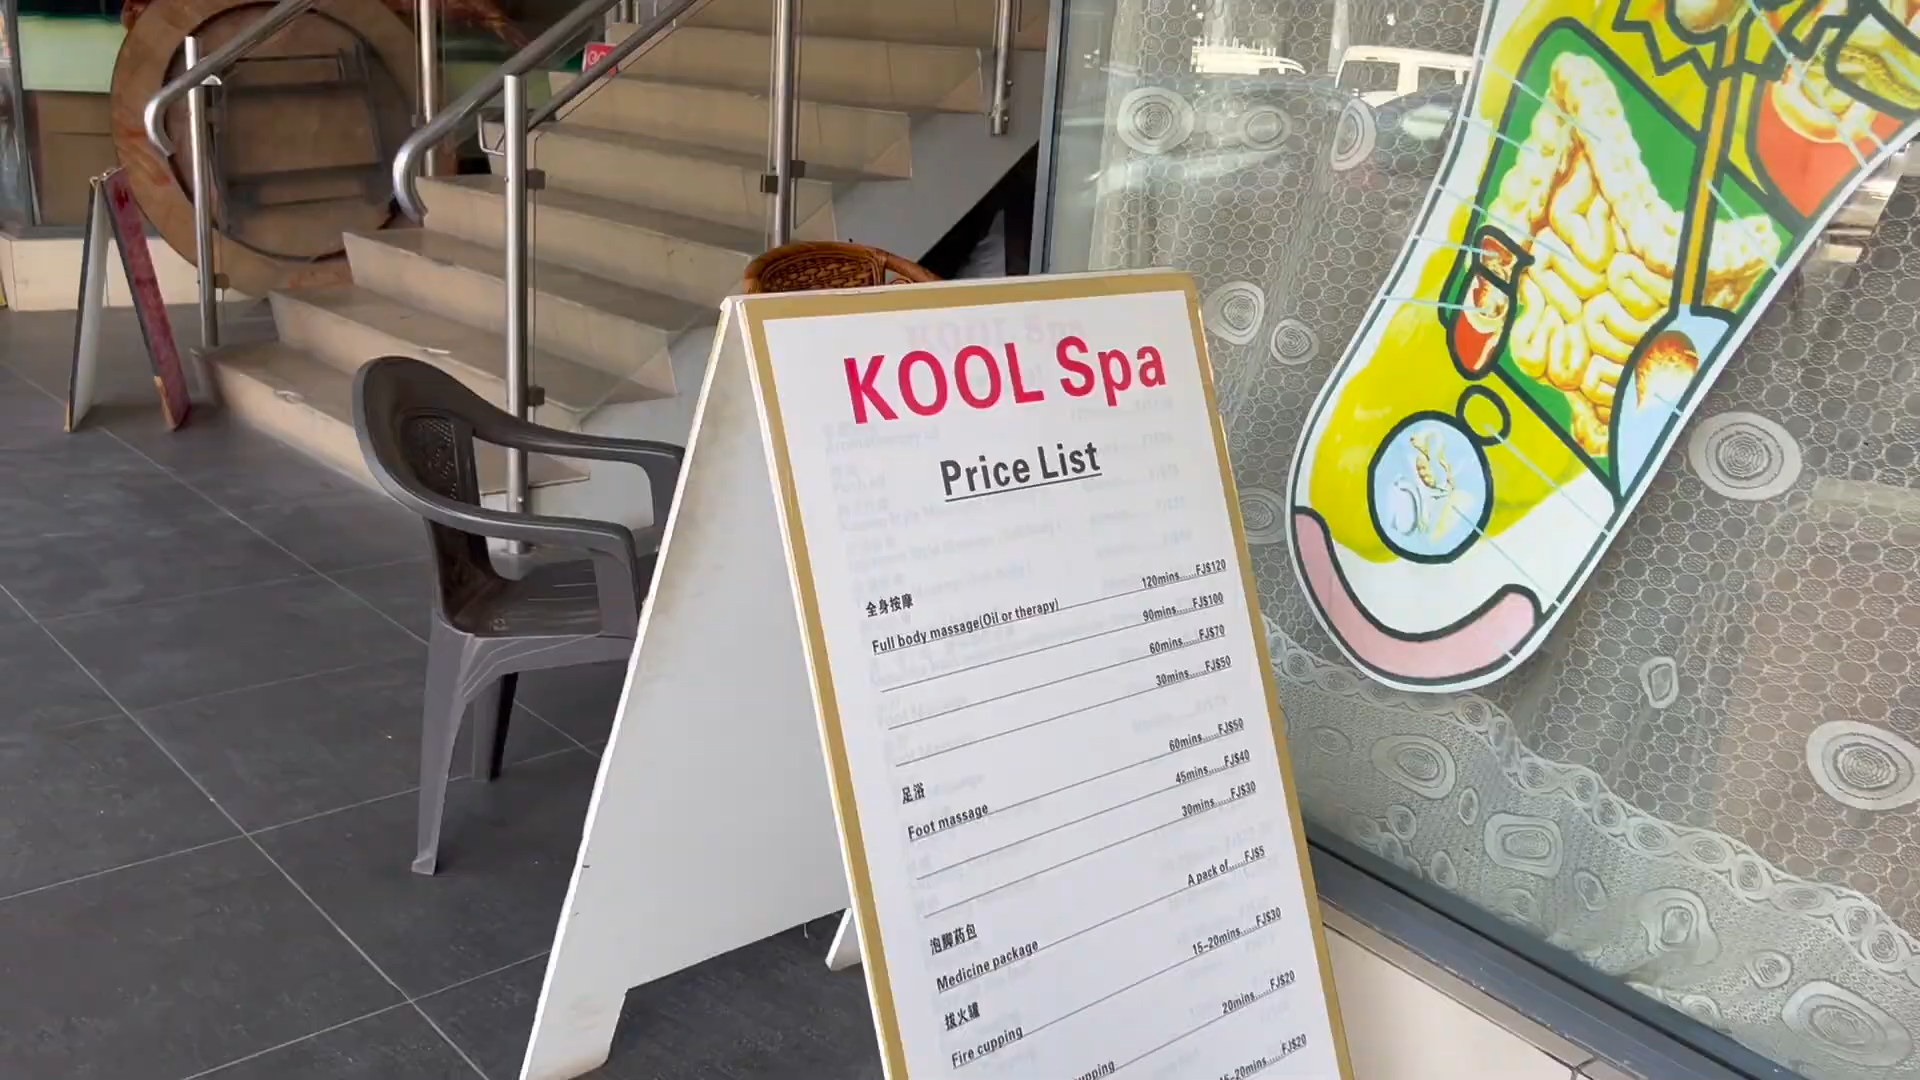 KOOL Spa
Price List
全身按摩
Full body massage(Oil or therapy) 120mins......FJ$120
90mins......FJ$100
60mins......FJ$70
30mins......FJ$50
足浴
Foot massage 60mins......FJ$50
45mins......FJ$40
30mins......FJ$30
泡脚药包
Medicine package A pack of......FJ$5
拔火罐
Fire cupping 15-20mins......FJ$30
20mins......FJ$20
15-20mins......FJ$20